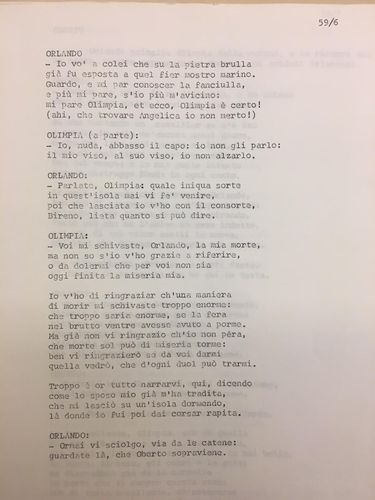 59/6
ORLANDO
- Io vo' a colei che su la pietra brulla
già fu esposta a quel fier mostro marino.
Guardo, e mi par conoscer la fanciulla,
e più mi pare, s'io più m'avicino:
mi pare Olimpia, et ecco, Olimpia è certo!
(ahi, che trovare Angelica io non merto!)
OLIMPIA (a parte):
- Io, nuda, abbasso il capo: io non gli parlo:
il mio viso, al suo viso, io non alzarlo.
ORLANDO:
- Parlate, Olimpia: quale iniqua sorte
in quest'isola mai vi fe' venire,
poi che lasciata io v'ho con il consorte,
Bireno, lieta quanto si può dire.
OLIMPIA:
- Voi mi schivaste, Orlando, la mia morte,
ma non so s'io v'ho grazie a riferire,
o da dolermi che per voi non sia
oggi finita la miseria mia.
Io v'ho di ringraziar ch'una maniera
di morir mi schivaste troppo enorme:
che troppo saria enorme, se la fera
nel brutto ventre avesse avuto a porme.
Ma già non vi ringrazio ch'io non pèra,
che morte sol può di miseria torme:
ben vi ringrazierò se da voi darmi
quella vedrò, che d'ogni duol può trarmi.
Troppo è or tutto narrarvi, qui, dicendo
come lo sposo mio già m'ha tradita,
che mi lasciò su un'isola dormendo,
là donde io fui poi dai corsar rapita.
ORLANDO:
- Omai vi sciolgo, via da le catene:
guardate là, che Oberto sopraviene.